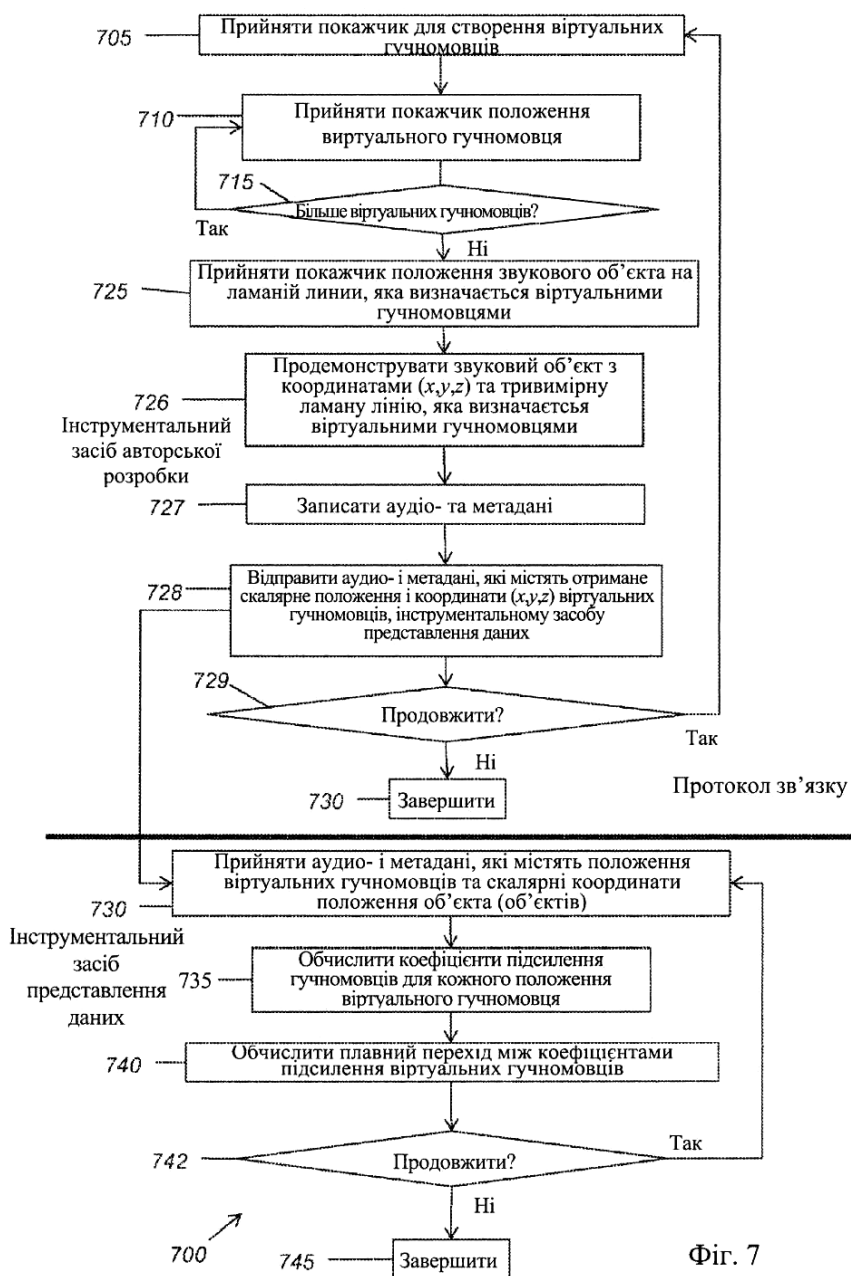 705
Прийняти покажчик для створення віртуальних
гучномовців
710
Прийняти покажчик положення
виртуального гучномовця
715
Більше віртуальних гучномовців?
Так
Ні
725
Прийняти покажчик положення звукового об’єкта на
ламаній линии, яка визначається віртуальними
гучномовцями
726
Інструментальний
засіб авторської
розробки
Продемонструвати звуковий об’єкт з
координатами (x,y,z) та тривимірну
ламану лінію, яка визначаєтсья
віртуальними гучномовцями
727
Записати аудіо- та метадані
728
Відправити аудио- і метадані, які містять отримане
скалярне положення і координати (x,y,z) віртуальних
гучномовців, інструментальному засобу
представлення даних
729
Продовжити?
Так
Ні
730
Завершити
Протокол зв’язку
Прийняти аудио- і метадані, які містять положення
віртуальних гучномовців та скалярні координати
положення об’єкта (об’єктів)
730
Інструментальний
засіб
представлення
даних
735
Обчислити коефіцієнти підсилення
гучномовців для кожного положення
віртуального гучномовця
740
Обчислити плавний перехід між коефіцієнтами
підсилення віртуальних гучномовців
742
Продовжити?
Так
Ні
700
745
Завершити
Фіг. 7